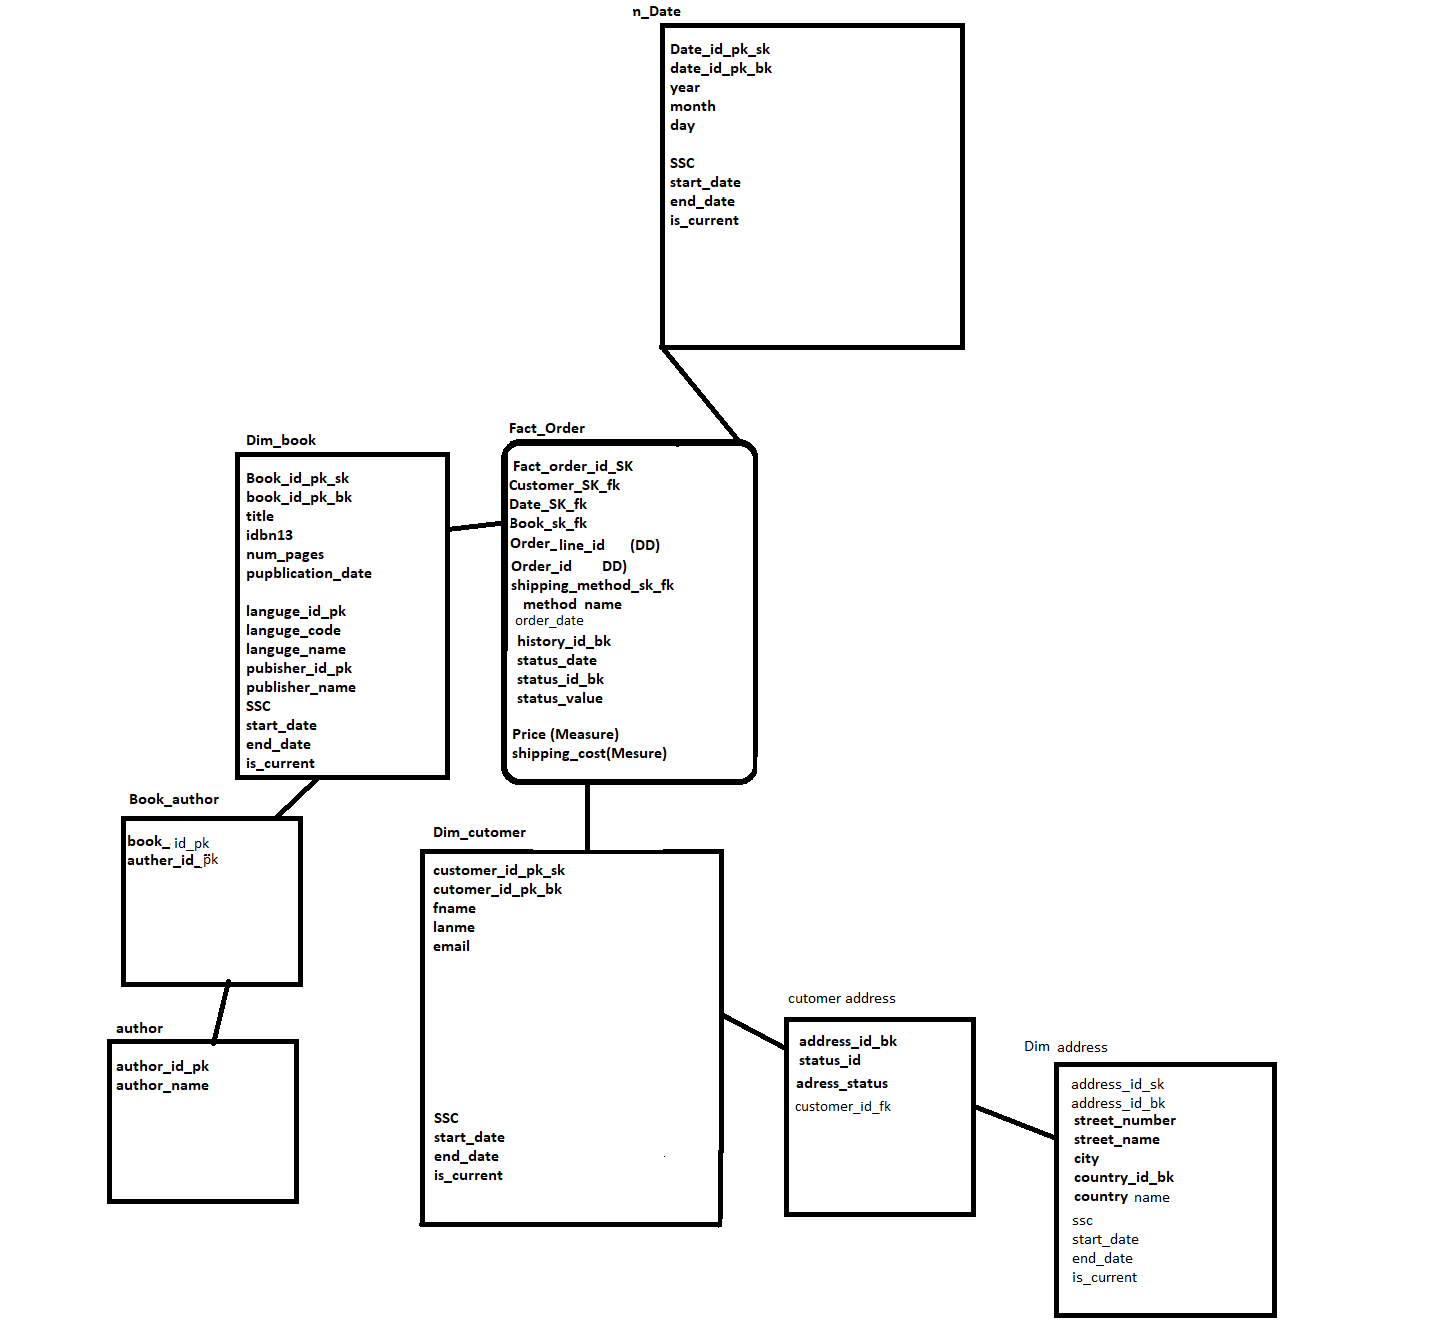 n_Date
Date_id_pk_sk
date_id_pk_bk
year
month
day
SSC
start_date
end_date
is_current
Fact_Order
Fact_order_id_SK
Customer_SK_fk
Date_SK_fk
Book_sk_fk
Order_line_id (DD)
Order_id DD)
shipping_method_sk_fk
method name
order_date
history_id_bk
status_date
status_id_bk
status_value
Price (Measure)
shipping_cost(Mesure)
Dim_book
Book_id_pk_sk
book_id_pk_bk
title
idbn13
num_pages
pupblication_date
languge_id_pk
languge_code
languge_name
pubisher_id_pk
publisher_name
SSC
start_date
end_date
is_current
Book_author
book_ id_pk
auther_id_pk
author
author_id_pk
author_name
Dim_cutomer
customer_id_pk_sk
cutomer_id_pk_bk
fname
lanme
email
SSC
start_date
end_date
is_current
cutomer address
address_id_bk
status_id
adress_status
customer_id_fk
Dim address
address_id_sk
address_id_bk
street_number
street_name
city
country_id_bk
country name
ssc
start_date
end_date
is_current